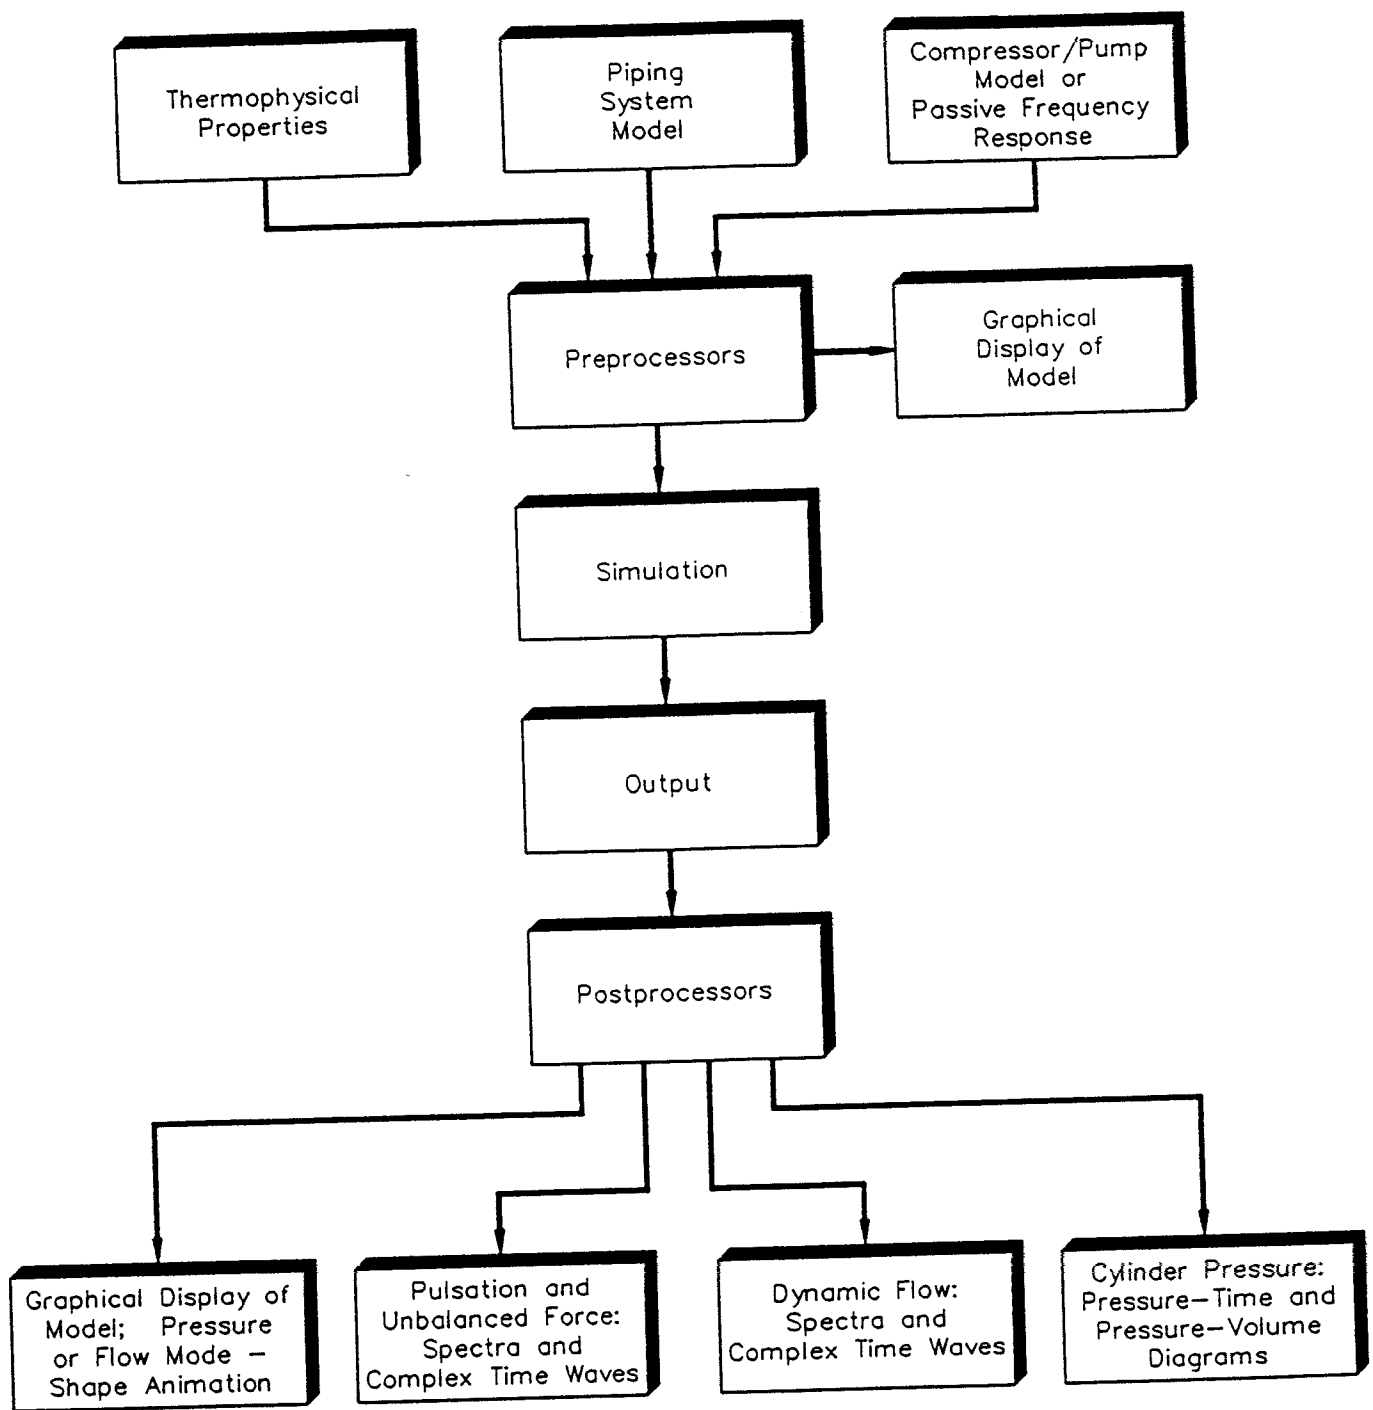 Thermophysical
Properties
Piping
System
Model
Compressor/Pump
Model or
Passive Frequency
Response
Preprocessors
Graphical
Display of
Model
Simulation
Output
Postprocessors
Graphical Display of
Model; Pressure
or Flow Mode –
Shape Animation
Pulsation and
Unbalanced Force:
Spectra and
Complex Time Waves
Dynamic Flow:
Spectra and
Complex Time Waves
Cylinder Pressure:
Pressure–Time and
Pressure–Volume
Diagrams